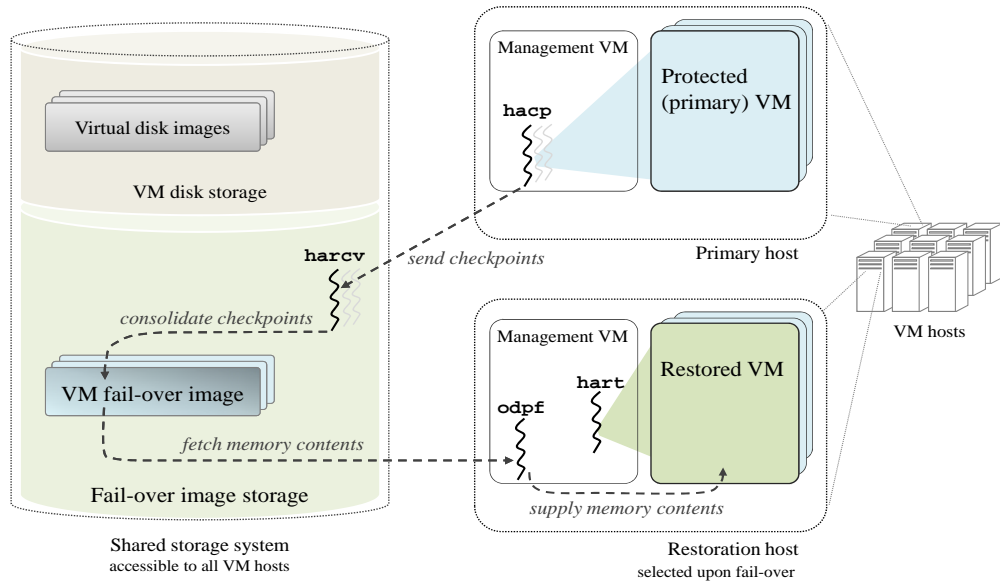 Virtual disk images
VM disk storage
harcv
consolidate checkpoints
VM fail-over image
fetch memory contents
Fail-over image storage
Shared storage system
accessible to all VM hosts
send checkpoints
Management VM
hacp
Protected
(primary) VM
Primary host
Management VM
hart
odpf
Restored VM
supply memory contents
Restoration host
selected upon fail-over
VM hosts